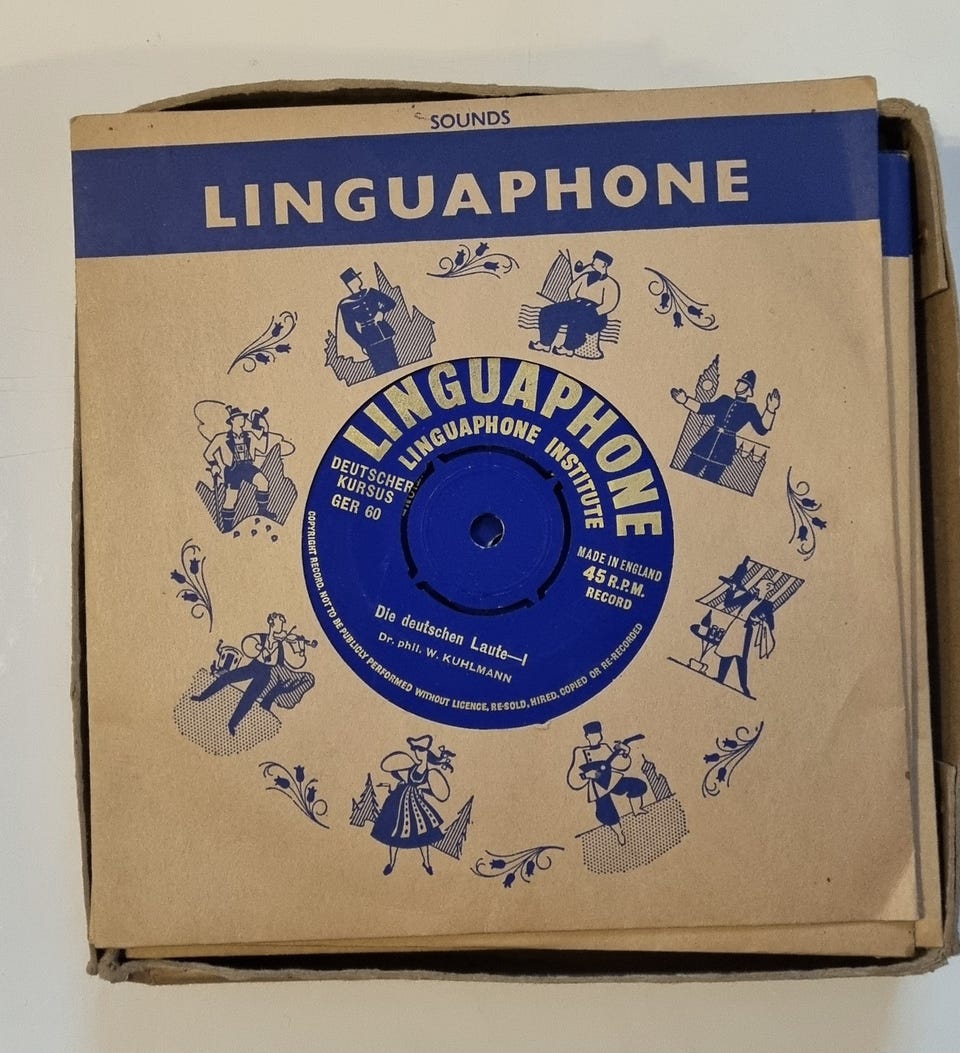 SOUNDS
LINGUAPHONE
LINGUAPHONE
LINGUAPHONE INSTITUTE
DEUTSCHER
KURSUS
GER 60
MADE IN ENGLAND
45 R.P.M.
RECORD
Die deutschen Laute—I
Dr. phil. W. KUHLMANN
COPYRIGHT RECORD. NOT TO BE PUBLICLY PERFORMED WITHOUT LICENCE, RE-SOLD, HIRED, COPIED OR RE-RECORDED